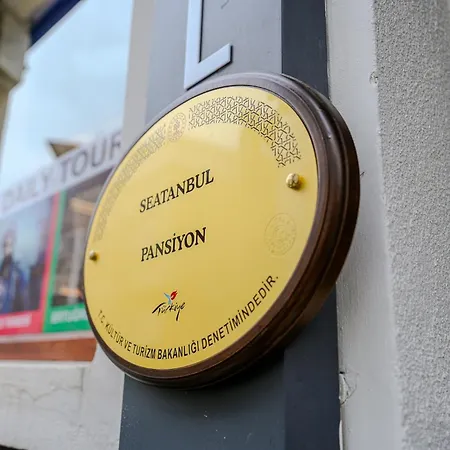 DAILY TOUR
SEATANBUL
PANSİYON
Türkiye
T.C. KÜLTÜR VE TURİZM BAKANLIĞI DENETİMİNDEDİR.